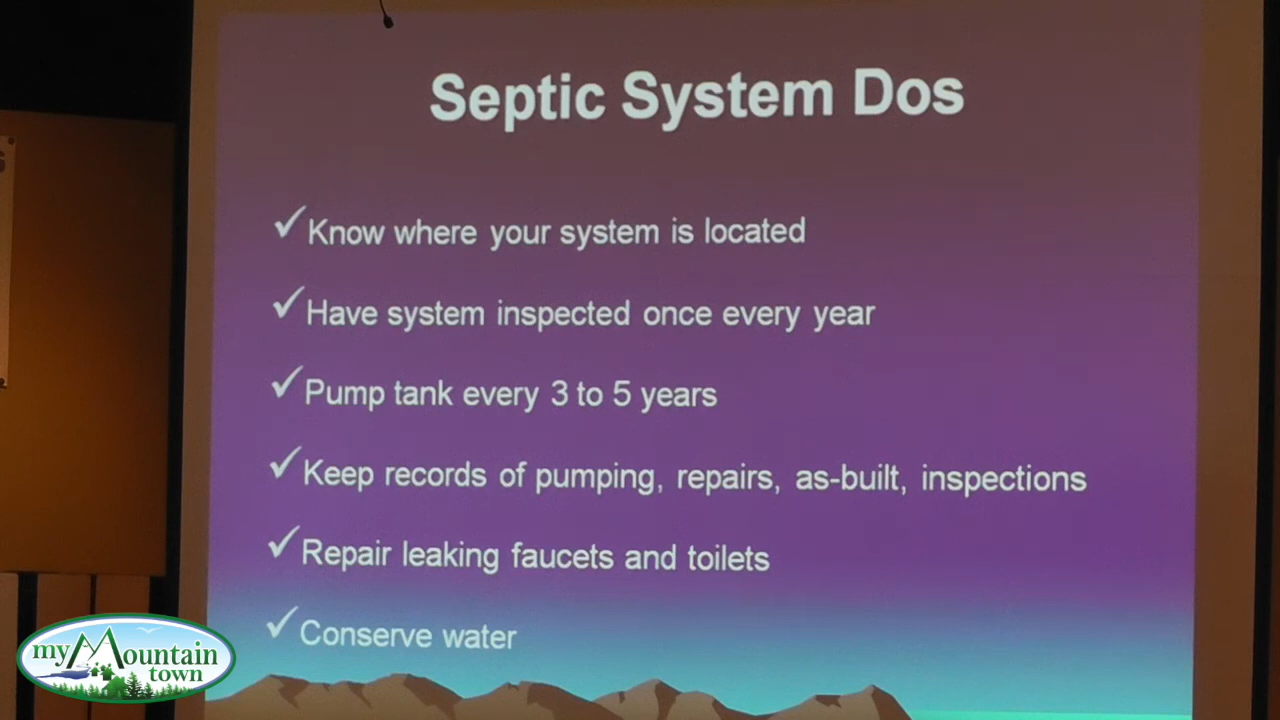 Septic System Dos
✓Know where your system is located
✓Have system inspected once every year
✓Pump tank every 3 to 5 years
✓Keep records of pumping, repairs, as-built, inspections
✓Repair leaking faucets and toilets
✓Conserve water
my Mountain
town